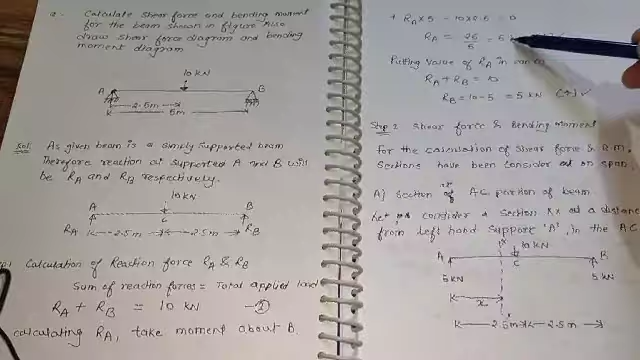 Q. Calculate shear force and bending moment
for the beam shown in figure. Also
draw shear force diagram and bending
moment diagram
10 KN
A B
K 2.5m
K 5m
Sol: As given beam is a simply supported beam
Therefore reaction at supported A and B will
be RA and RB respectively.
10 KN
A B
C
RA K 2.5m 2.5m RB
Calculation of Reaction force RA & RB
Sum of reaction forces = Total applied load
RA + RB = 10 KN
calculating RA, take moment about B.
+ RA x 5 - 10x2.5 = 0
RA = 25/5 = 5
Putting value of RA in
RA + RB = 10
RB = 10-5 = 5 KN (↑) ✓
Step 2 Shear force & Bending Moment
For the calculation of Shear force & B.M.
Sections have been consider on span
A) Section of AC portion of beam
Let us consider a section XX at a distance
from left hand support 'A', in the AC
10 KN
A B
C
5 KN 5 KN
K x
K 2.5m 2.5m